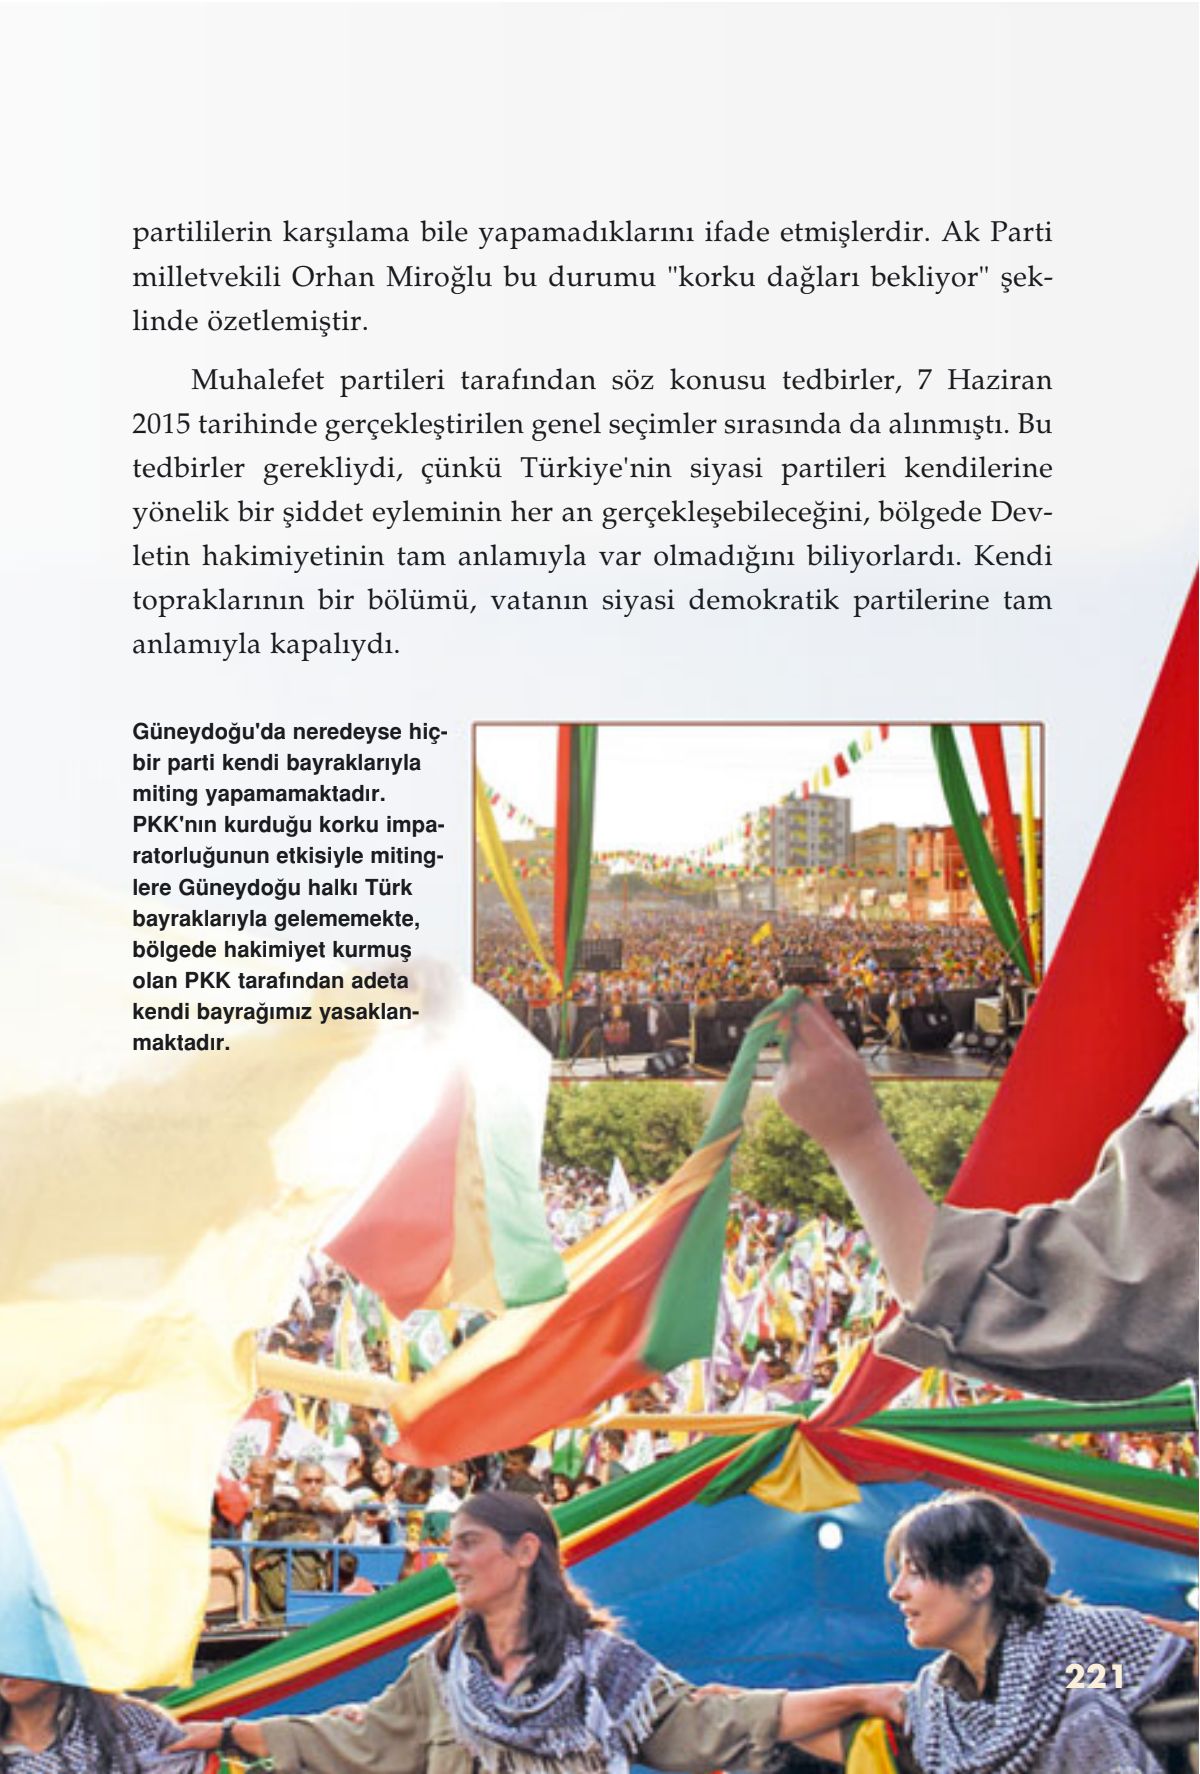 partililerin karşılama bile yapamadıklarını ifade etmişlerdir. Ak Parti
milletvekili Orhan Miroğlu bu durumu "korku dağları bekliyor" şek-
linde özetlemiştir.
Muhalefet partileri tarafından söz konusu tedbirler, 7 Haziran
2015 tarihinde gerçekleştirilen genel seçimler sırasında da alınmıştı. Bu
tedbirler gerekliydi, çünkü Türkiye'nin siyasi partileri kendilerine
yönelik bir şiddet eyleminin her an gerçekleşebileceğini, bölgede Dev-
letin hakimiyetinin tam anlamıyla var olmadığını biliyorlardı. Kendi
topraklarının bir bölümü, vatanın siyasi demokratik partilerine tam
anlamıyla kapalıydı.
Güneydoğu'da neredeyse hiç-
bir parti kendi bayraklarıyla
miting yapamamaktadır.
PKK'nın kurduğu korku impa-
ratorluğunun etkisiyle miting-
lere Güneydoğu halkı Türk
bayraklarıyla gelememekte,
bölgede hakimiyet kurmuş
olan PKK tarafından adeta
kendi bayrağımız yasaklan-
maktadır.
221